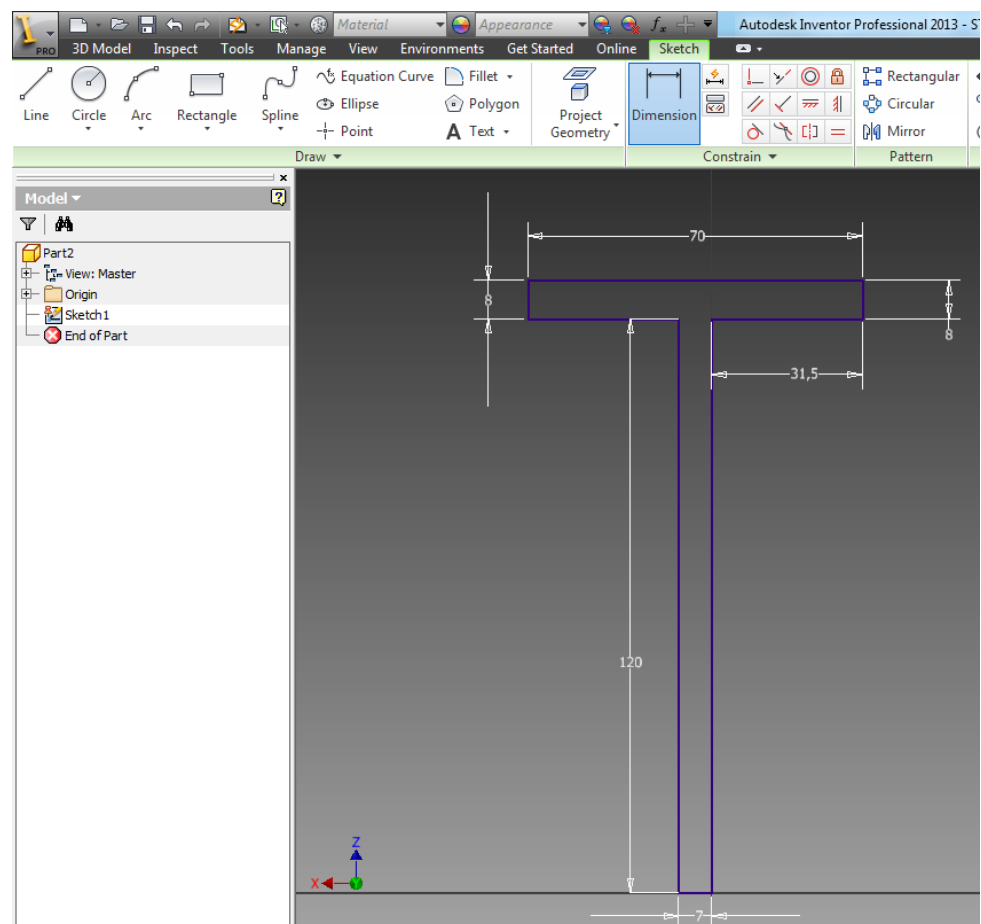 Material Appearance fx Autodesk Inventor Professional 2013 - S
PRO 3D Model Inspect Tools Manage View Environments Get Started Online Sketch
Equation Curve Fillet Rectangular
Ellipse Polygon Circular
Line Circle Arc Rectangle Spline Project Geometry Dimension
Point A Text Mirror
Draw Constrain Pattern
Model
Part2
View: Master
Origin
Sketch1
End of Part
70
8
8
31,5
120
Z
X
Y
7